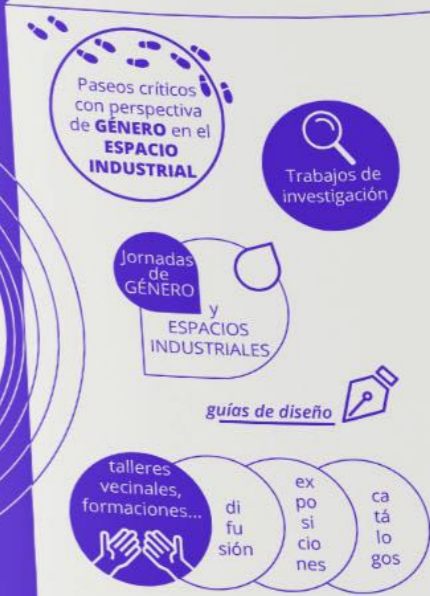 Paseos críticos
con perspectiva
de GÉNERO en el
ESPACIO
INDUSTRIAL
Trabajos de
investigación
Jornadas
de
GÉNERO
y
ESPACIOS
INDUSTRIALES
guías de diseño
talleres
vecinales,
formaciones...
di
fu
sión
ex
po
si
cio
nes
ca
tá
lo
gos